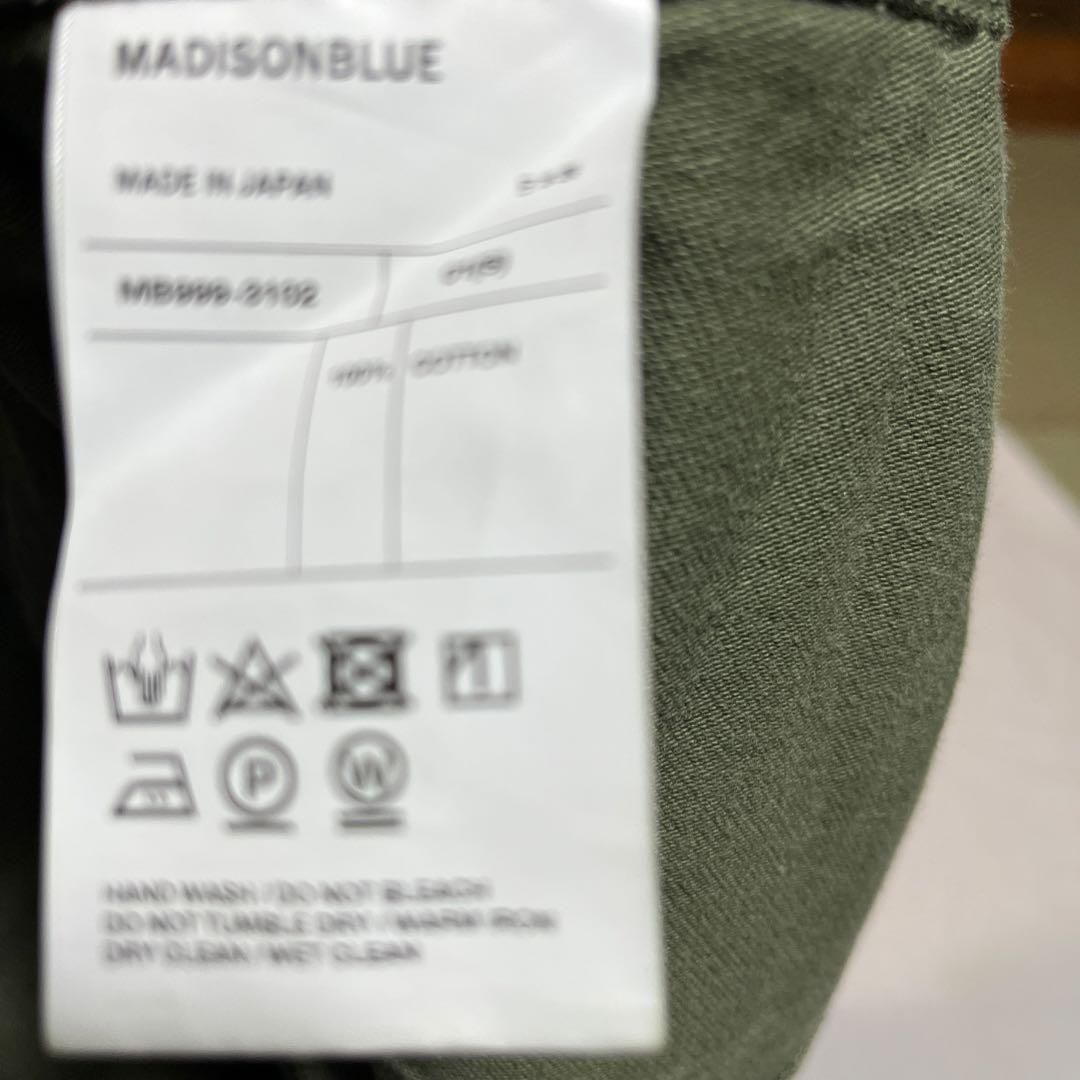 MADISONBLUE
MADE IN JAPAN
MB999-3102
100% COTTON
P W
HAND WASH / DO NOT BLEACH
DO NOT TUMBLE DRY / WARM IRON
DRY CLEAN / WET CLEAN